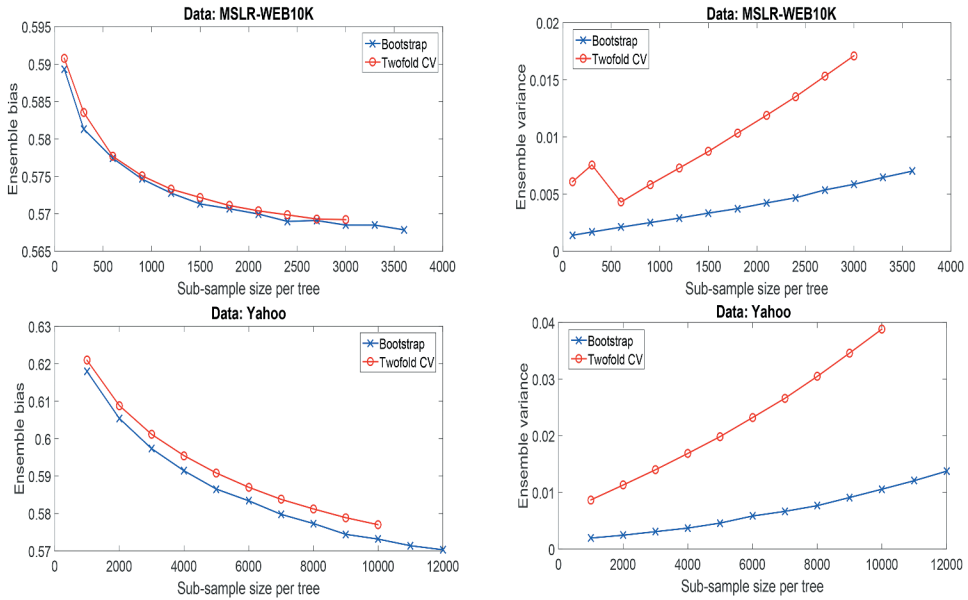 Data: MSLR-WEB10K
Ensemble bias
0.595
0.59
0.585
0.58
0.575
0.57
0.565
Bootstrap
Twofold CV
0 500 1000 1500 2000 2500 3000 3500 4000
Sub-sample size per tree
Data: MSLR-WEB10K
Ensemble variance
0.02
0.015
0.01
0.005
0
Bootstrap
Twofold CV
0 500 1000 1500 2000 2500 3000 3500 4000
Sub-sample size per tree
Data: Yahoo
Ensemble bias
0.63
0.62
0.61
0.6
0.59
0.58
0.57
Bootstrap
Twofold CV
0 2000 4000 6000 8000 10000 12000
Sub-sample size per tree
Data: Yahoo
Ensemble variance
0.04
0.03
0.02
0.01
0
Bootstrap
Twofold CV
0 2000 4000 6000 8000 10000 12000
Sub-sample size per tree